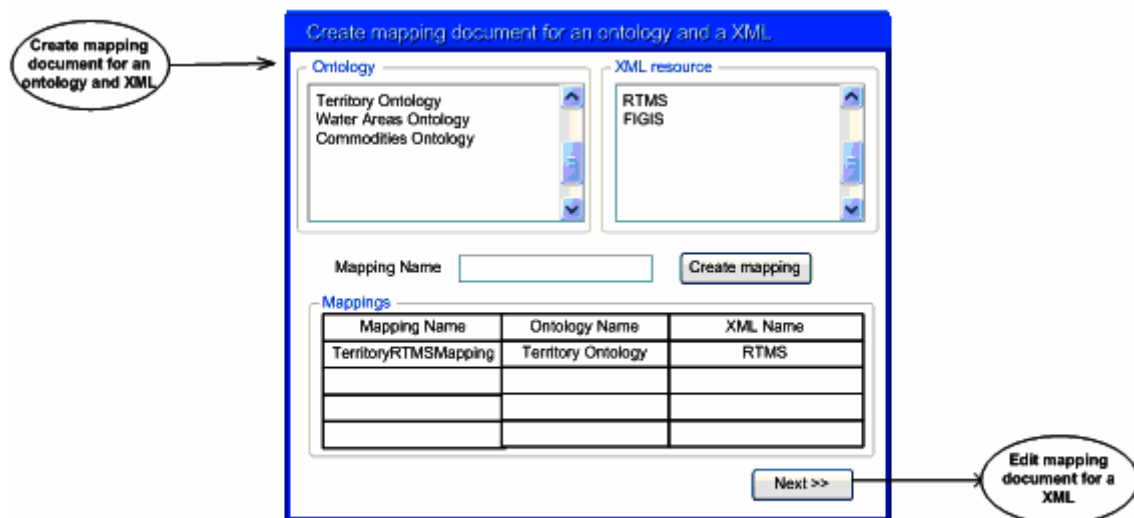 Create mapping
document for an
ontology and XML
Create mapping document for an ontology and a XML
Ontology
XML resource
Territory Ontology
Water Areas Ontology
Commodities Ontology
RTMS
FIGIS
Mapping Name
Create mapping
Mappings
Mapping Name Ontology Name XML Name
TerritoryRTMSMapping Territory Ontology RTMS
Next >>
Edit mapping
document for a
XML